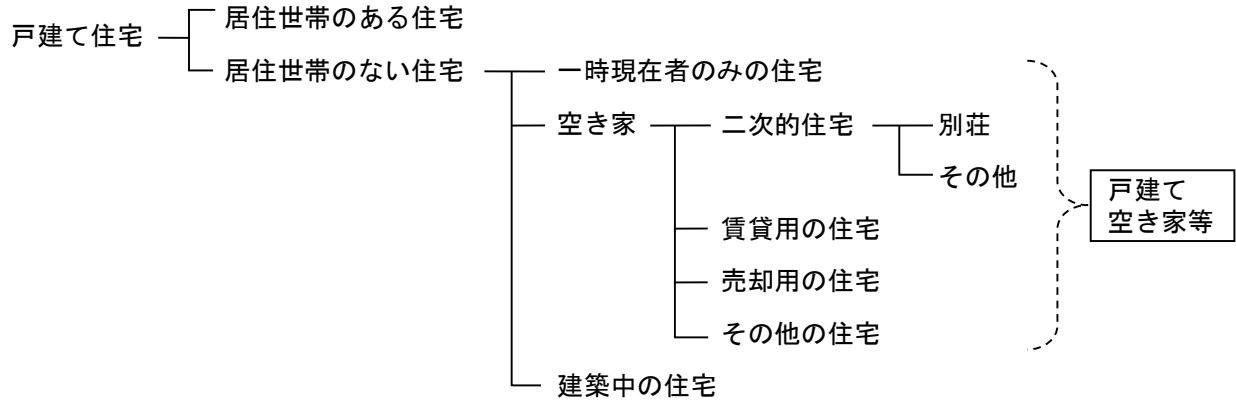 戸建て住宅
居住世帯のある住宅
居住世帯のない住宅
一時現在者のみの住宅
空き家
二次的住宅
別荘
その他
賃貸用の住宅
売却用の住宅
その他の住宅
建築中の住宅
戸建て
空き家等